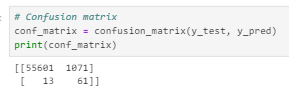 # Confusion matrix
conf_matrix = confusion_matrix(y_test, y_pred)
print(conf_matrix)
[[55601  1071]
 [   13    61]]